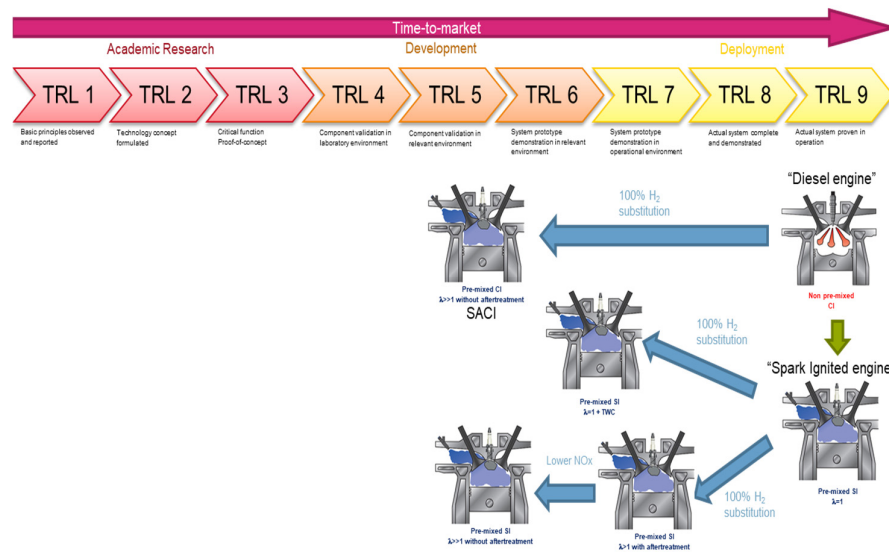 Time-to-market
Academic Research
Development
Deployment
TRL 1
TRL 2
TRL 3
TRL 4
TRL 5
TRL 6
TRL 7
TRL 8
TRL 9
Basic principles observed
and reported
Technology concept
formulated
Critical function
Proof-of-concept
Component validation in
laboratory environment
Component validation in
relevant environment
System prototype
demonstration in relevant
environment
System prototype
demonstration in
operational environment
Actual system complete
and demonstrated
Actual system proven in
operation
100% H₂
substitution
"Diesel engine"
Pre-mixed CI
λ>>1 without aftertreatment
SACI
Non pre-mixed
CI
100% H₂
substitution
"Spark Ignited engine
Pre-mixed SI
λ=1 + TWC
Lower NOx
100% H₂
substitution
Pre-mixed SI
λ=1
Pre-mixed SI
λ>>1 without aftertreatment
Pre-mixed SI
λ>1 with aftertreatment